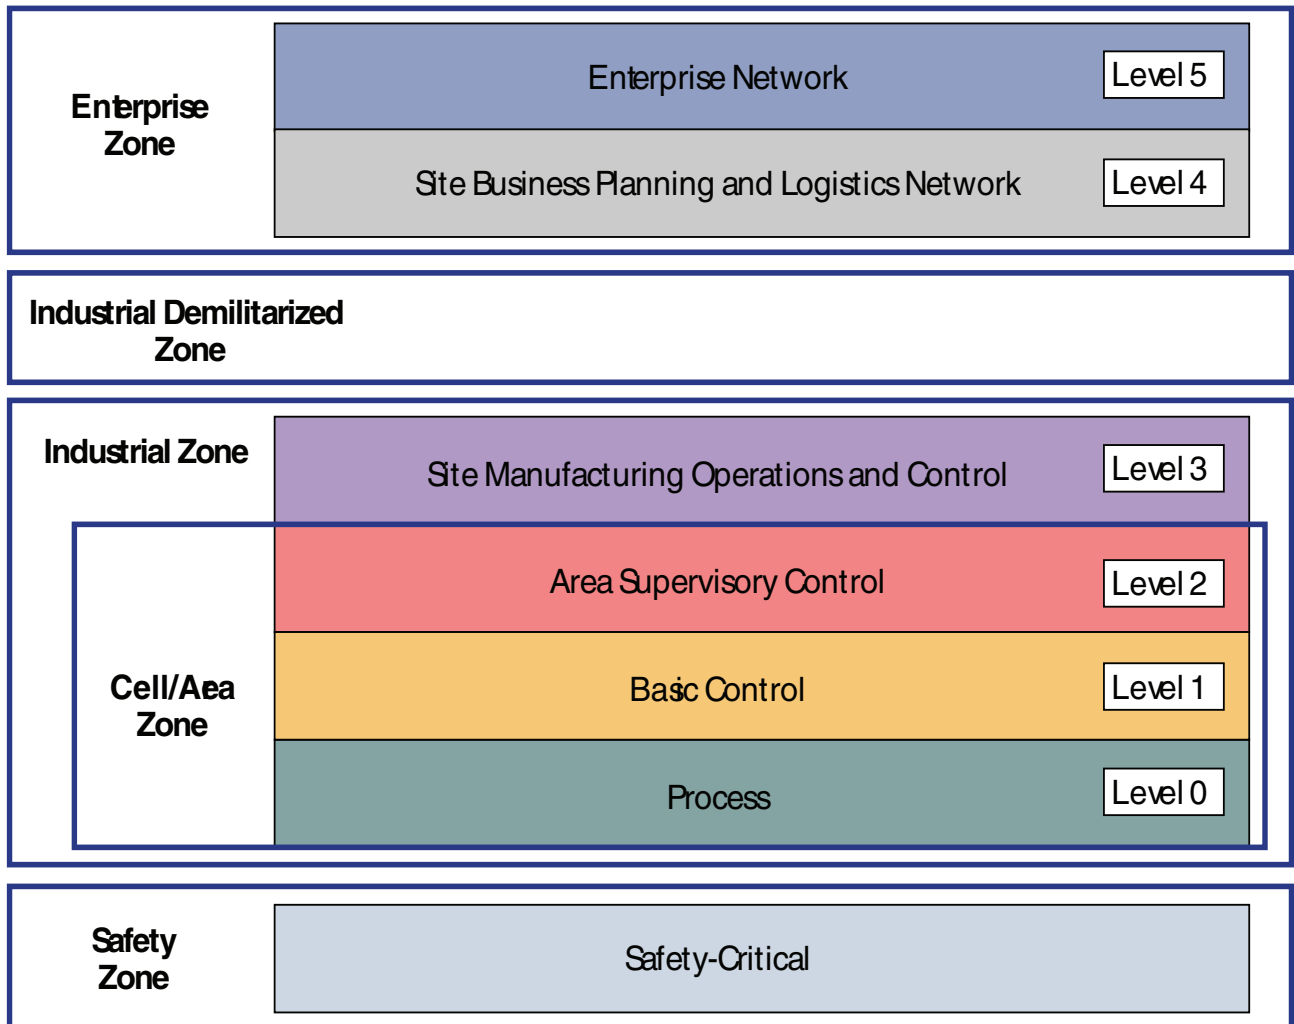 Enterprise Network
Level 5
Enterprise
Zone
Site Business Planning and Logistics Network
Level 4
Industrial Demilitarized
Zone
Industrial Zone
Site Manufacturing Operations and Control
Level 3
Area Supervisory Control
Level 2
Cell/Area
Zone
Basic Control
Level 1
Process
Level 0
Safety
Zone
Safety-Critical